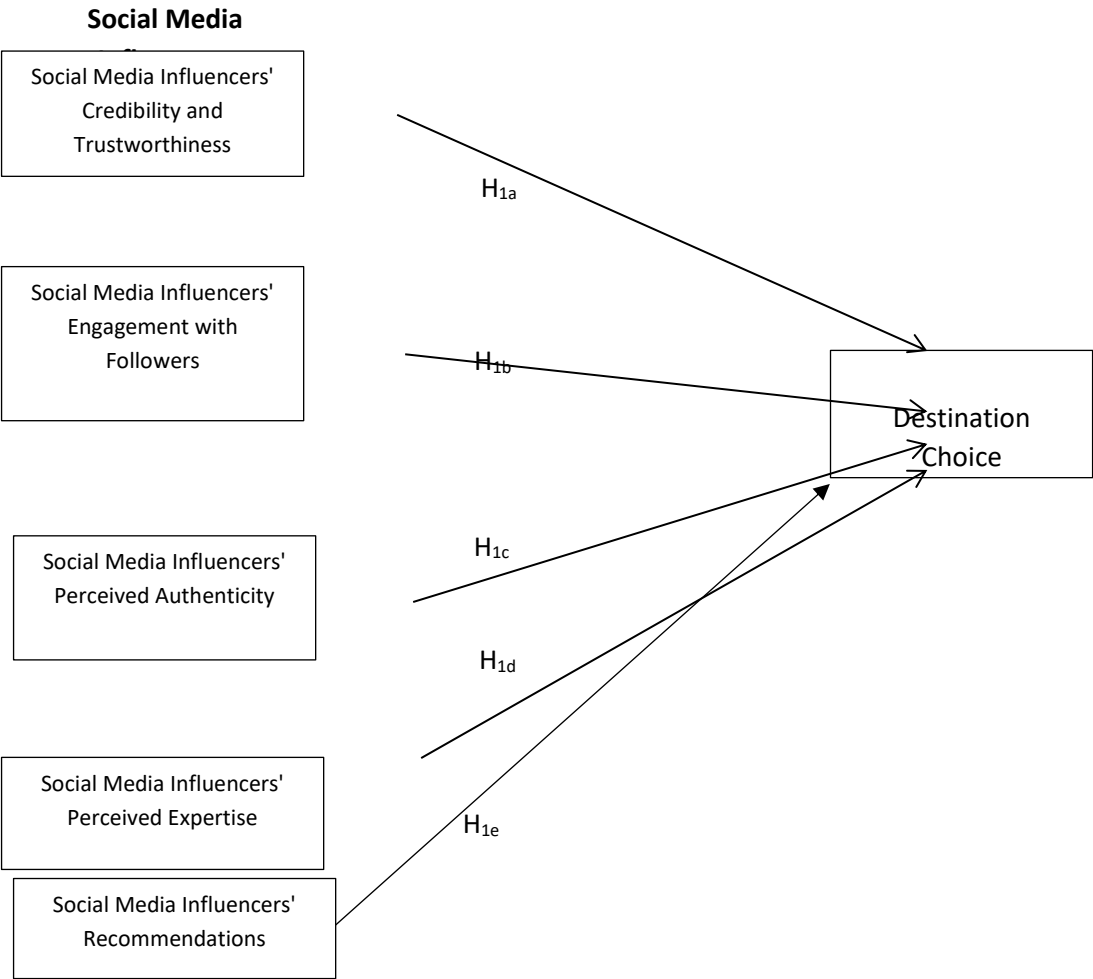 Social Media
Social Media Influencers'
Credibility and
Trustworthiness
H1a
Social Media Influencers'
Engagement with
Followers
H1b
Destination
Choice
Social Media Influencers'
Perceived Authenticity
H1c
H1d
Social Media Influencers'
Perceived Expertise
H1e
Social Media Influencers'
Recommendations